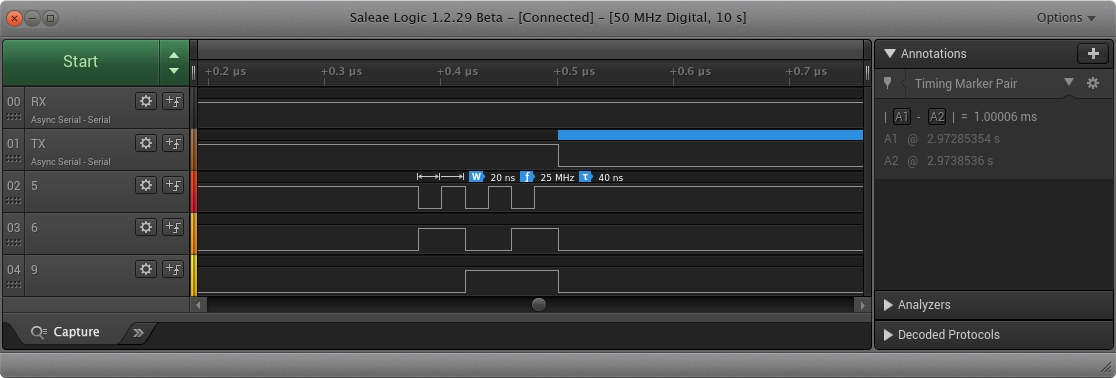 Saleae Logic 1.2.29 Beta - [Connected] - [50 MHz Digital, 10 s]
Options
Start
+0.2 µs +0.3 µs +0.4 µs +0.5 µs +0.6 µs +0.7 µs
Annotations
Timing Marker Pair
| A1 - A2 | = 1.00006 ms
A1 @ 2.97285354 s
A2 @ 2.9738536 s
00 RX
Async Serial - Serial
01 TX
Async Serial - Serial
02 5
W 20 ns f 25 MHz T 40 ns
03 6
04 9
Analyzers
Decoded Protocols
Capture